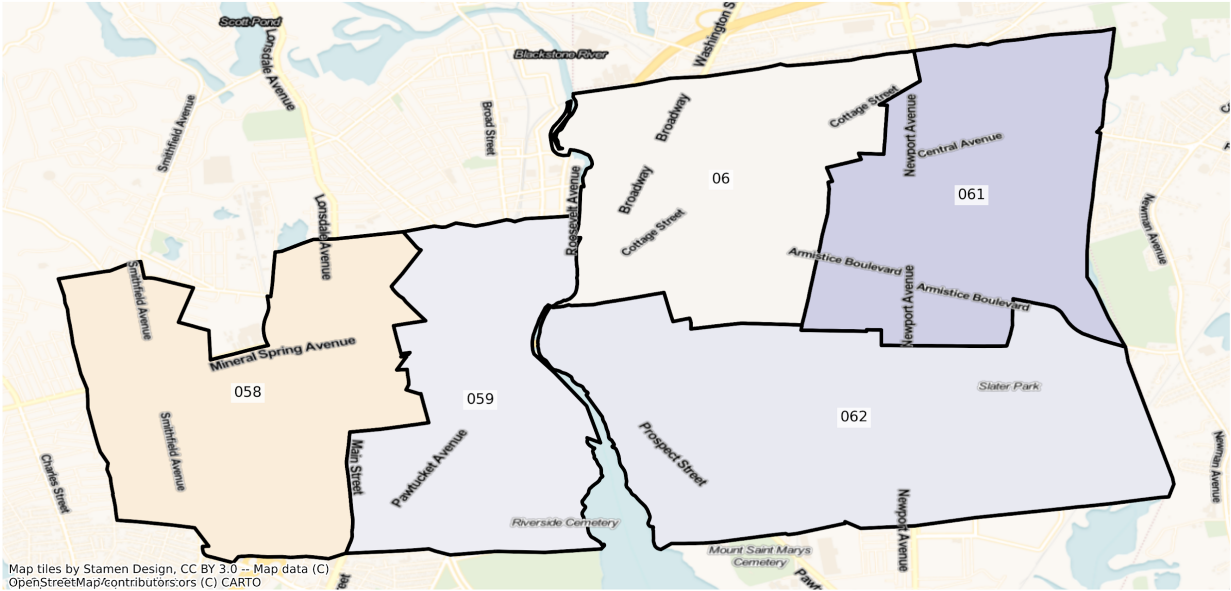 Scott Pond
Lonsdale Avenue
Blackstone River
Washington S
Smithfield Avenue
Broad Street
Broadway
Cottage Street
Newport Avenue
Central Avenue
06
061
Broadway
Roosevelt Avenue
Cottage Street
Lonsdale Avenue
Newman Avenue
Armistice Boulevard
Smithfield Avenue
Newport Avenue
Armistice Boulevard
Mineral Spring Avenue
058
059
Slater Park
062
Smithfield Avenue
Main Street
Pawtucket Avenue
Prospect Street
Charles Street
Newman Avenue
Newport Avenue
Riverside Cemetery
Mount Saint Marys
Cemetery
Pawt
eet
Map tiles by Stamen Design, CC BY 3.0 -- Map data (C)
OpenStreetMap contributors.ors (C) CARTO